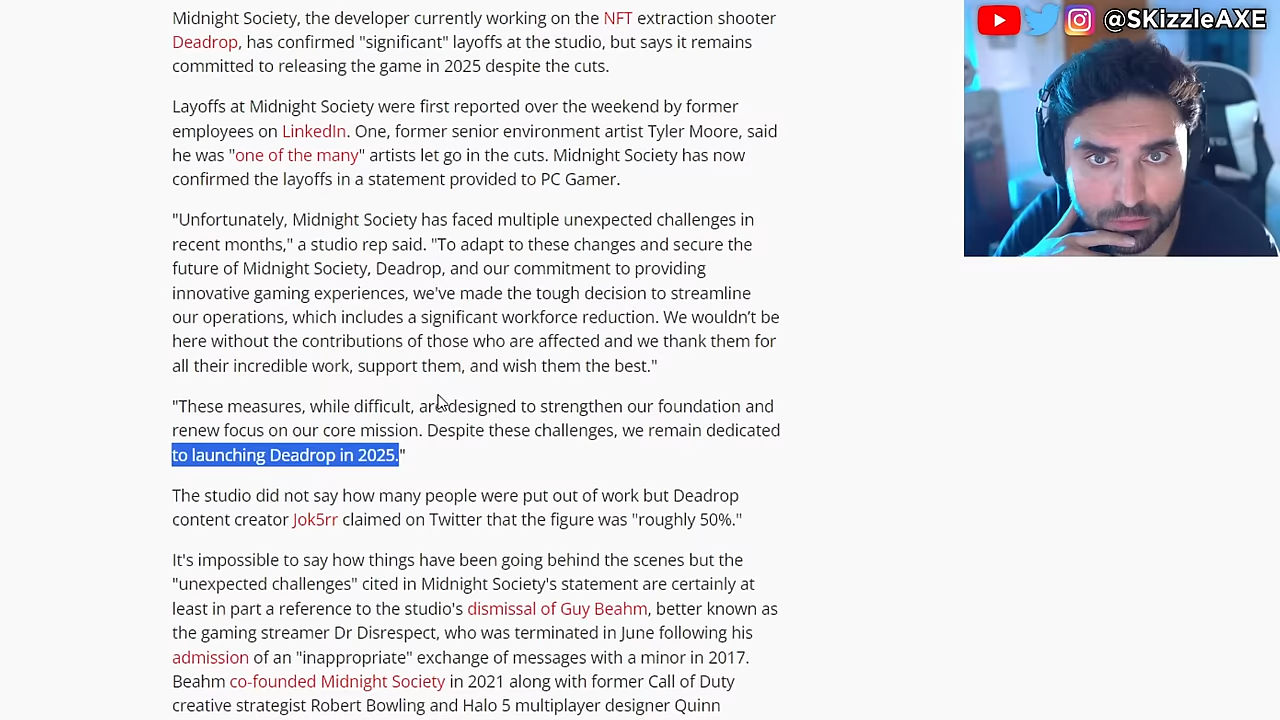 Midnight Society, the developer currently working on the NFT extraction shooter
Deadrop, has confirmed "significant" layoffs at the studio, but says it remains
committed to releasing the game in 2025 despite the cuts.
@SKizzleAXE
Layoffs at Midnight Society were first reported over the weekend by former
employees on LinkedIn. One, former senior environment artist Tyler Moore, said
he was "one of the many" artists let go in the cuts. Midnight Society has now
confirmed the layoffs in a statement provided to PC Gamer.
"Unfortunately, Midnight Society has faced multiple unexpected challenges in
recent months," a studio rep said. "To adapt to these changes and secure the
future of Midnight Society, Deadrop, and our commitment to providing
innovative gaming experiences, we've made the tough decision to streamline
our operations, which includes a significant workforce reduction. We wouldn’t be
here without the contributions of those who are affected and we thank them for
all their incredible work, support them, and wish them the best."
"These measures, while difficult, are designed to strengthen our foundation and
renew focus on our core mission. Despite these challenges, we remain dedicated
to launching Deadrop in 2025."
The studio did not say how many people were put out of work but Deadrop
content creator Jok5rr claimed on Twitter that the figure was "roughly 50%."
It's impossible to say how things have been going behind the scenes but the
"unexpected challenges" cited in Midnight Society's statement are certainly at
least in part a reference to the studio's dismissal of Guy Beahm, better known as
the gaming streamer Dr Disrespect, who was terminated in June following his
admission of an "inappropriate" exchange of messages with a minor in 2017.
Beahm co-founded Midnight Society in 2021 along with former Call of Duty
creative strategist Robert Bowling and Halo 5 multiplayer designer Quinn